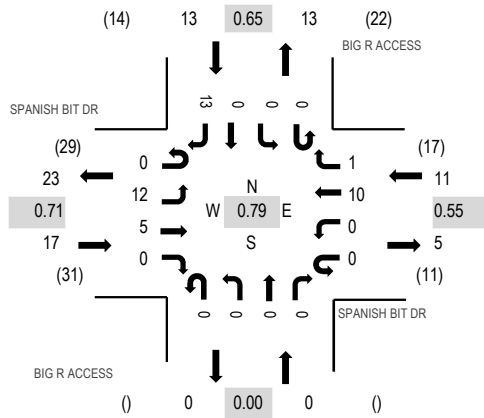 (14) 13 0.65 13 (22)
BIG R ACCESS
SPANISH BIT DR
13 0 0 0
(29) (17)
0 1
23 11
N
12 10
0.71 W 0.79 E 0.55
5 0
17 S 5
0 0
(31) (11)
0 0 0 0
SPANISH BIT DR
BIG R ACCESS
() 0 0.00 0 ()